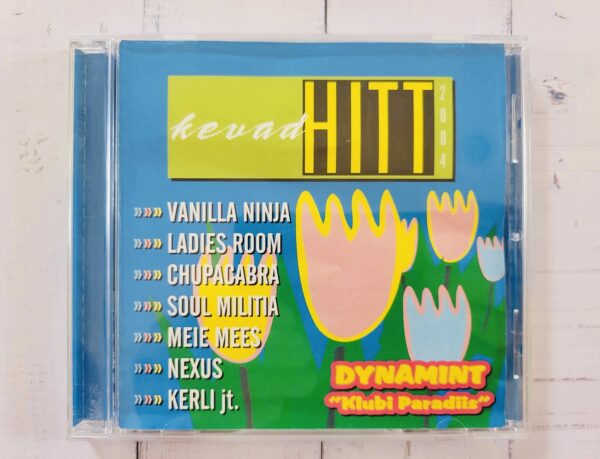 kevad HITT 2004
»»» VANILLA NINJA
»»» LADIES ROOM
»»» CHUPACABRA
»»» SOUL MILITIA
»»» MEIE MEES
»»» NEXUS
»»» KERLI jt.
DYNAMINT
"Klubi Paradiis"